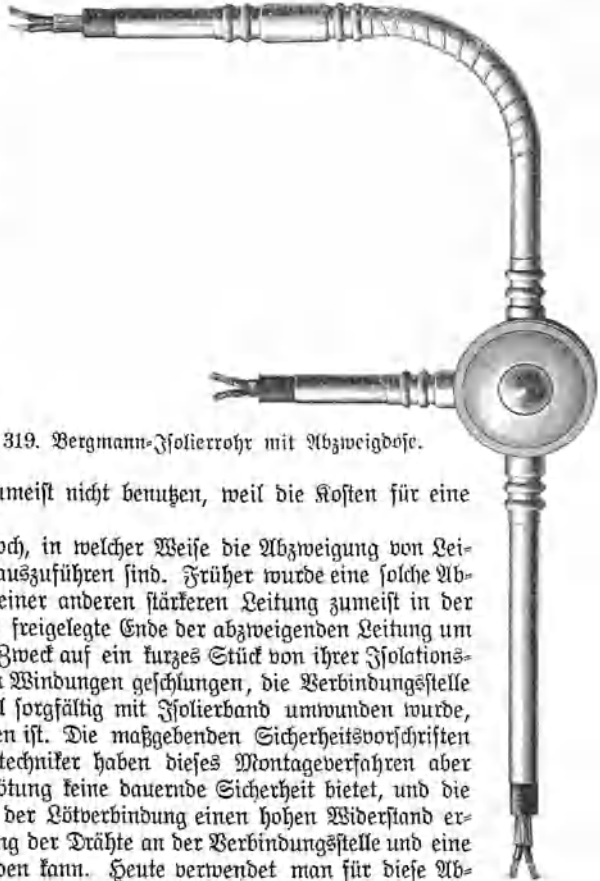 319. Bergmann-Isolierrohr mit Abzweigdose.
umeist nicht benutzen, weil die Kosten für eine
och, in welcher Weise die Abzweigung von Lei-
auszuführen sind. Früher wurde eine solche Ab-
einer anderen stärkeren Leitung zumeist in der
freigelegte Ende der abzweigenden Leitung um
Zweck auf ein kurzes Stück von ihrer Isolations-
Windungen geschlungen, die Verbindungsstelle
l sorgfältig mit Isolierband umwunden wurde,
en ist. Die maßgebenden Sicherheitsvorschriften
techniker haben dieses Montageverfahren aber
ötung keine dauernde Sicherheit bietet, und die
der Lötverbindung einen hohen Widerstand er-
ng der Drähte an der Verbindungsstelle und eine
den kann. Heute verwendet man für diese Ab-